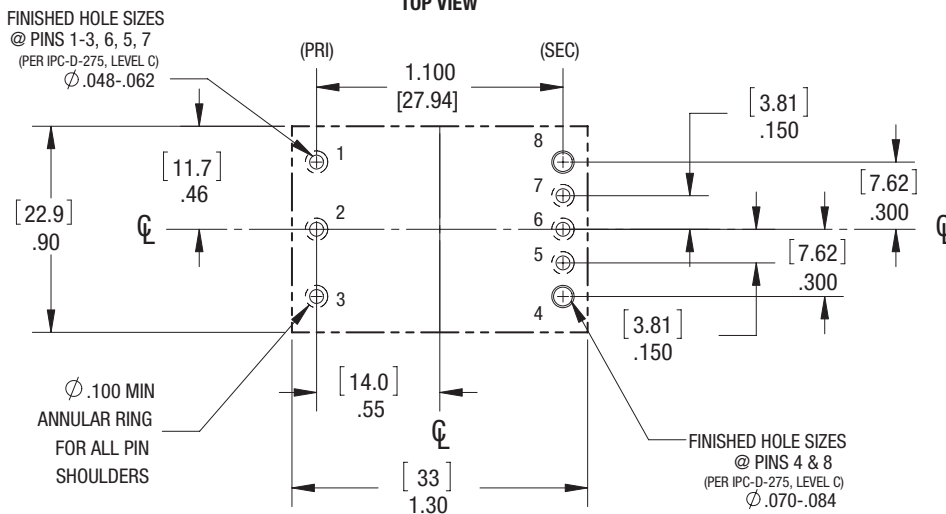 TOP VIEW
FINISHED HOLE SIZES
@ PINS 1-3, 6, 5, 7
(PER IPC-D-275, LEVEL C)
∅ .048-.062
(PRI)
(SEC)
1.100
[27.94]
[3.81]
.150
[11.7]
.46
[22.9]
.90
1
2
3
8
7
6
5
4
[7.62]
.300
[7.62]
.300
[3.81]
.150
℄
℄
∅ .100 MIN
ANNULAR RING
FOR ALL PIN
SHOULDERS
[14.0]
.55
℄
[33]
1.30
FINISHED HOLE SIZES
@ PINS 4 & 8
(PER IPC-D-275, LEVEL C)
∅ .070-.084